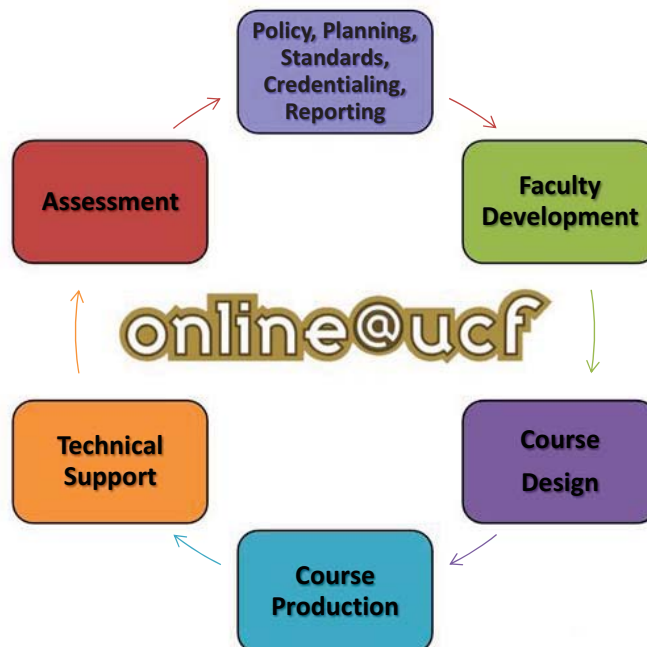 Policy, Planning,
Standards,
Credentialing,
Reporting
Assessment
Faculty
Development
online@ucf
Technical
Support
Course
Design
Course
Production